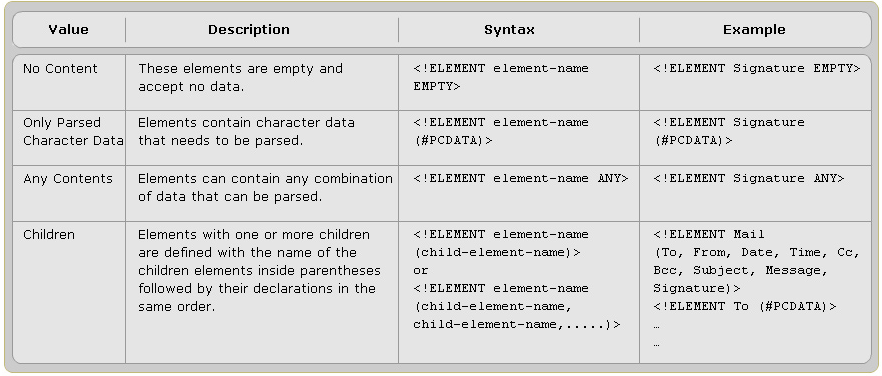 Value Description Syntax Example
No Content
These elements are empty and
accept no data.
<!ELEMENT element-name
EMPTY>
<!ELEMENT Signature EMPTY>
Only Parsed
Character Data
Elements contain character data
that needs to be parsed.
<!ELEMENT element-name
(#PCDATA)>
<!ELEMENT Signature
(#PCDATA)>
Any Contents
Elements can contain any combination
of data that can be parsed.
<!ELEMENT element-name ANY>
<!ELEMENT Signature ANY>
Children
Elements with one or more children
are defined with the name of the
children elements inside parentheses
followed by their declarations in the
same order.
<!ELEMENT element-name
(child-element-name)>
or
<!ELEMENT element-name
(child-element-name,
child-element-name,.....)>
<!ELEMENT Mail
(To, From, Date, Time, Cc,
Bcc, Subject, Message,
Signature)>
<!ELEMENT To (#PCDATA)>
…
…